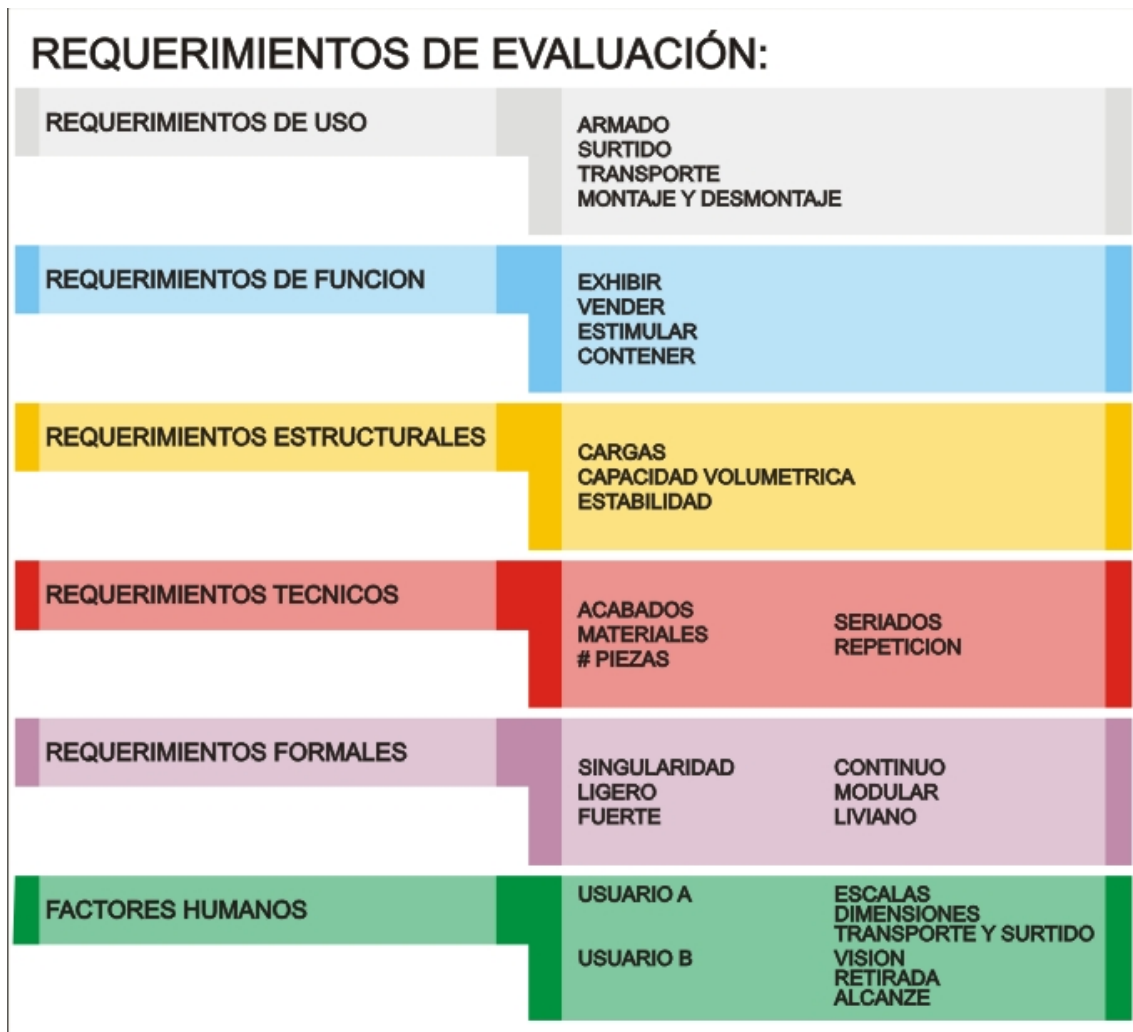 REQUERIMIENTOS DE EVALUACIÓN:
REQUERIMIENTOS DE USO
ARMADO
SURTIDO
TRANSPORTE
MONTAJE Y DESMONTAJE
REQUERIMIENTOS DE FUNCION
EXHIBIR
VENDER
ESTIMULAR
CONTENER
REQUERIMIENTOS ESTRUCTURALES
CARGAS
CAPACIDAD VOLUMETRICA
ESTABILIDAD
REQUERIMIENTOS TECNICOS
ACABADOS
MATERIALES
# PIEZAS
SERIADOS
REPETICION
REQUERIMIENTOS FORMALES
SINGULARIDAD
LIGERO
FUERTE
CONTINUO
MODULAR
LIVIANO
FACTORES HUMANOS
USUARIO A
ESCALAS
DIMENSIONES
TRANSPORTE Y SURTIDO
USUARIO B
VISION
RETIRADA
ALCANZE